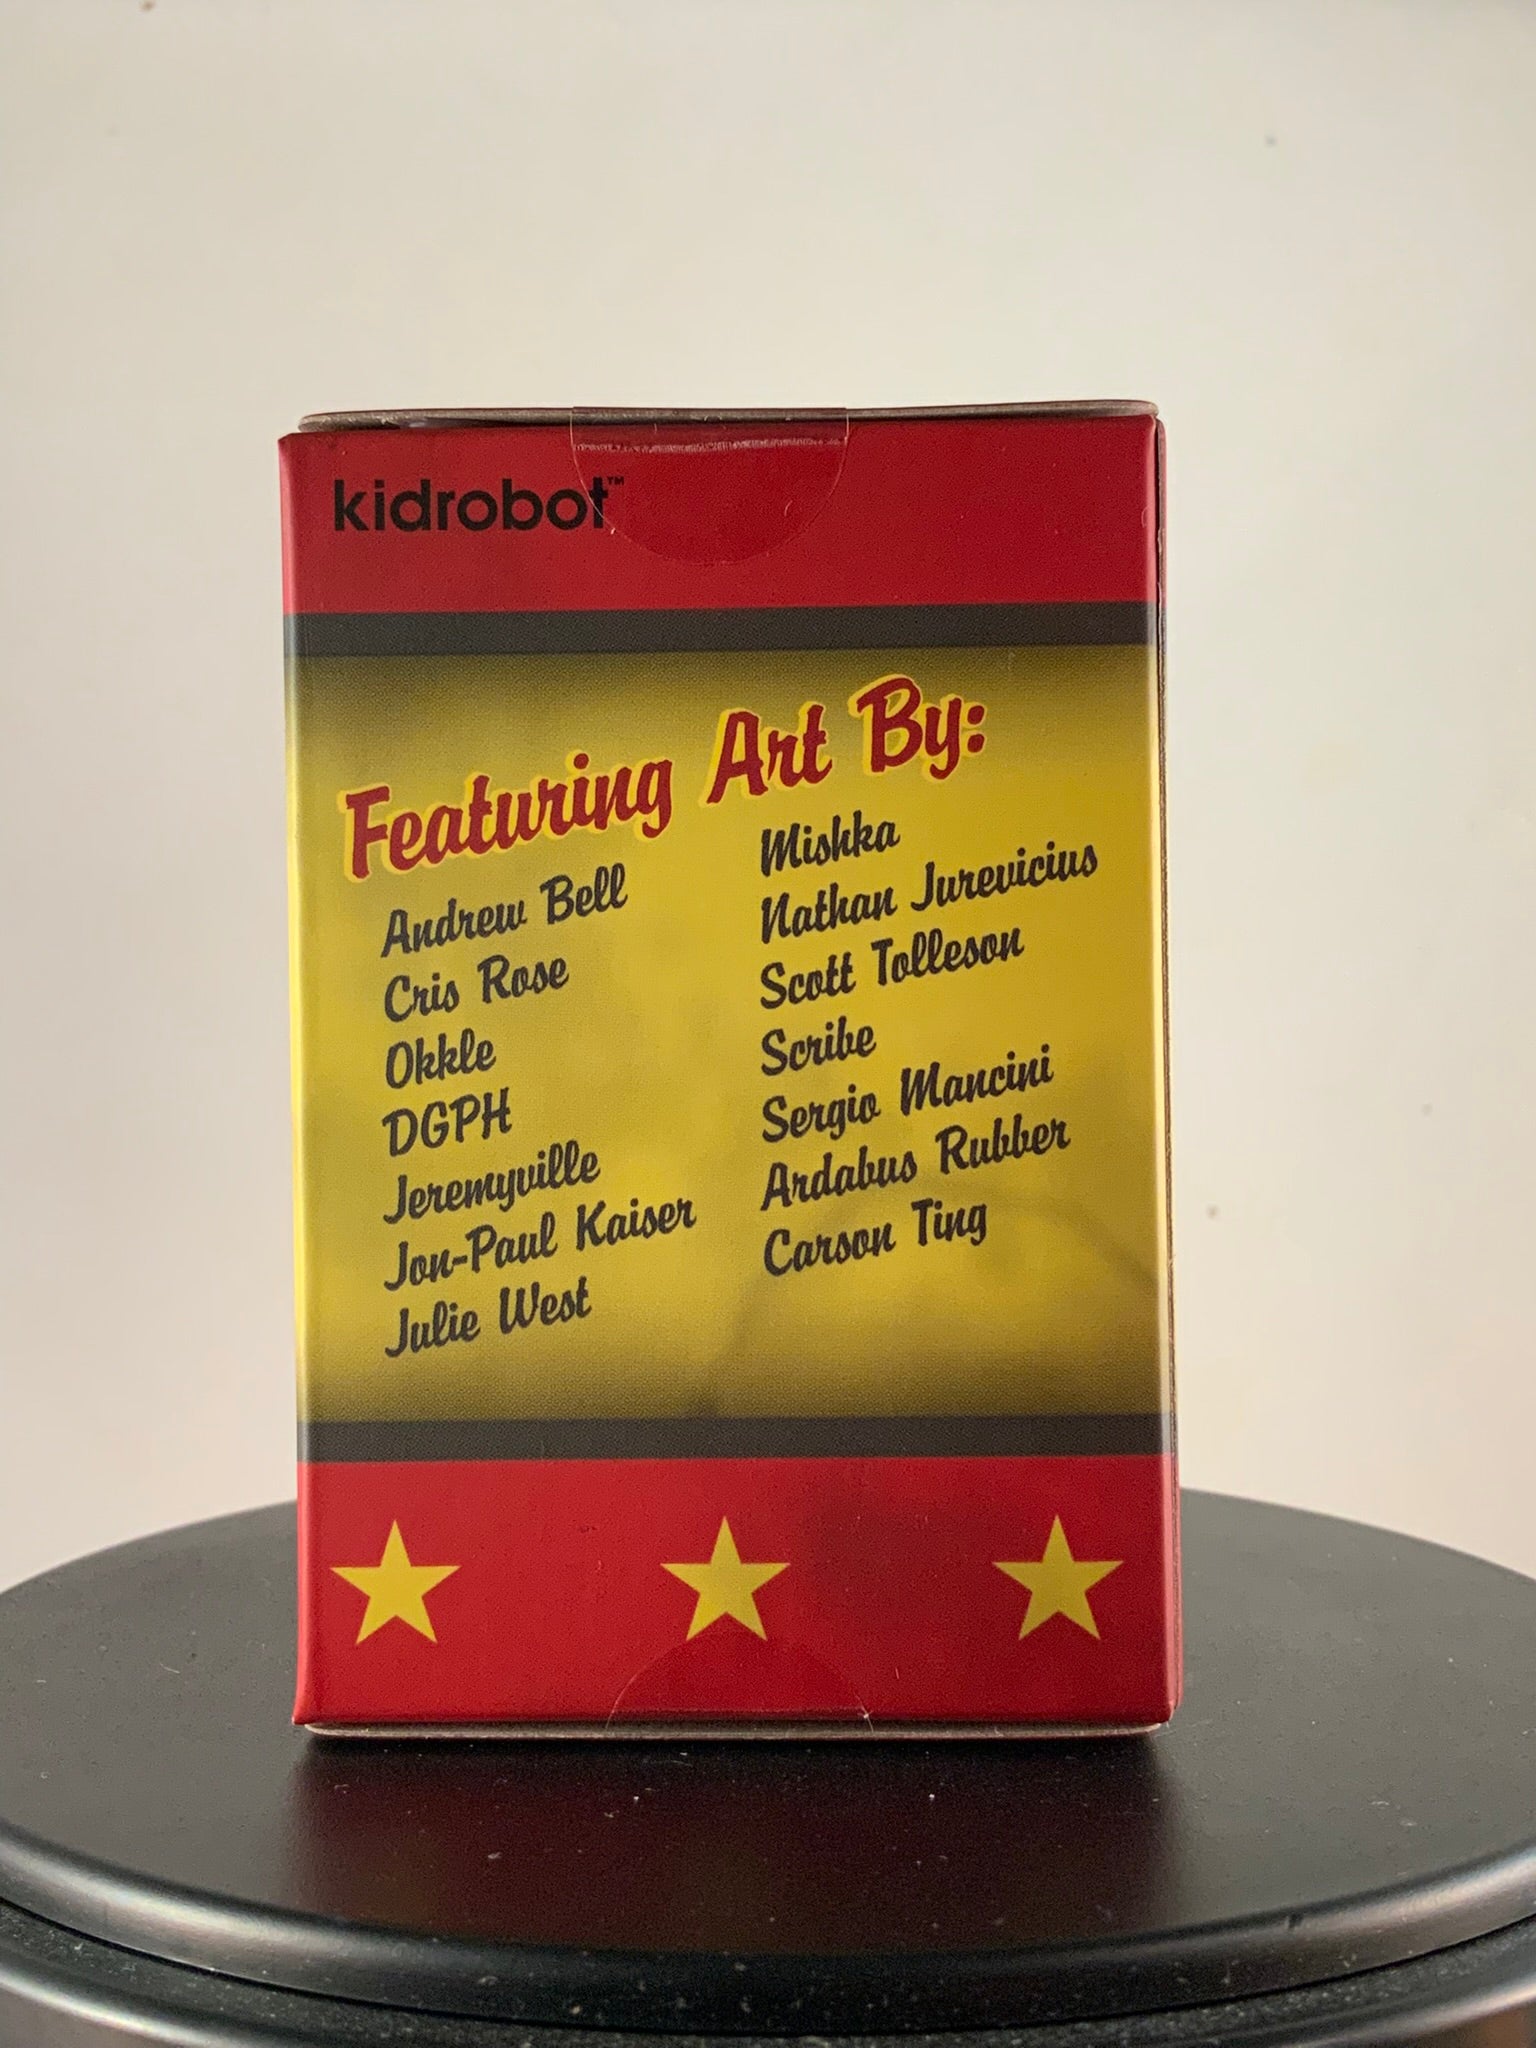 kidrobot™
Featuring Art By:
Andrew Bell
Cris Rose
Okkle
DGPH
Jeremyville
Jon-Paul Kaiser
Julie West
Mishka
Nathan Jurevicius
Scott Tolleson
Scribe
Sergio Mancini
Ardabus Rubber
Carson Ting